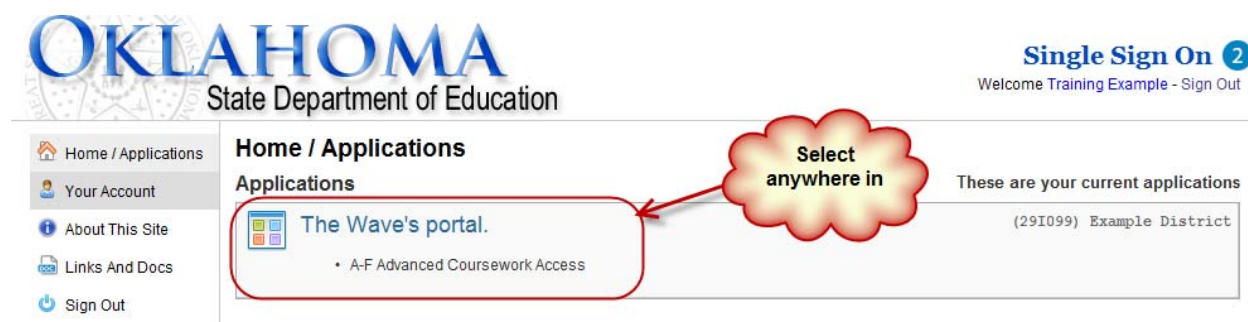 OKLAHOMA
State Department of Education
Single Sign On 2
Welcome Training Example - Sign Out
Home / Applications
Your Account
About This Site
Links And Docs
Sign Out
Home / Applications
Applications
These are your current applications
Select
anywhere in
The Wave's portal.
(29I099) Example District
• A-F Advanced Coursework Access